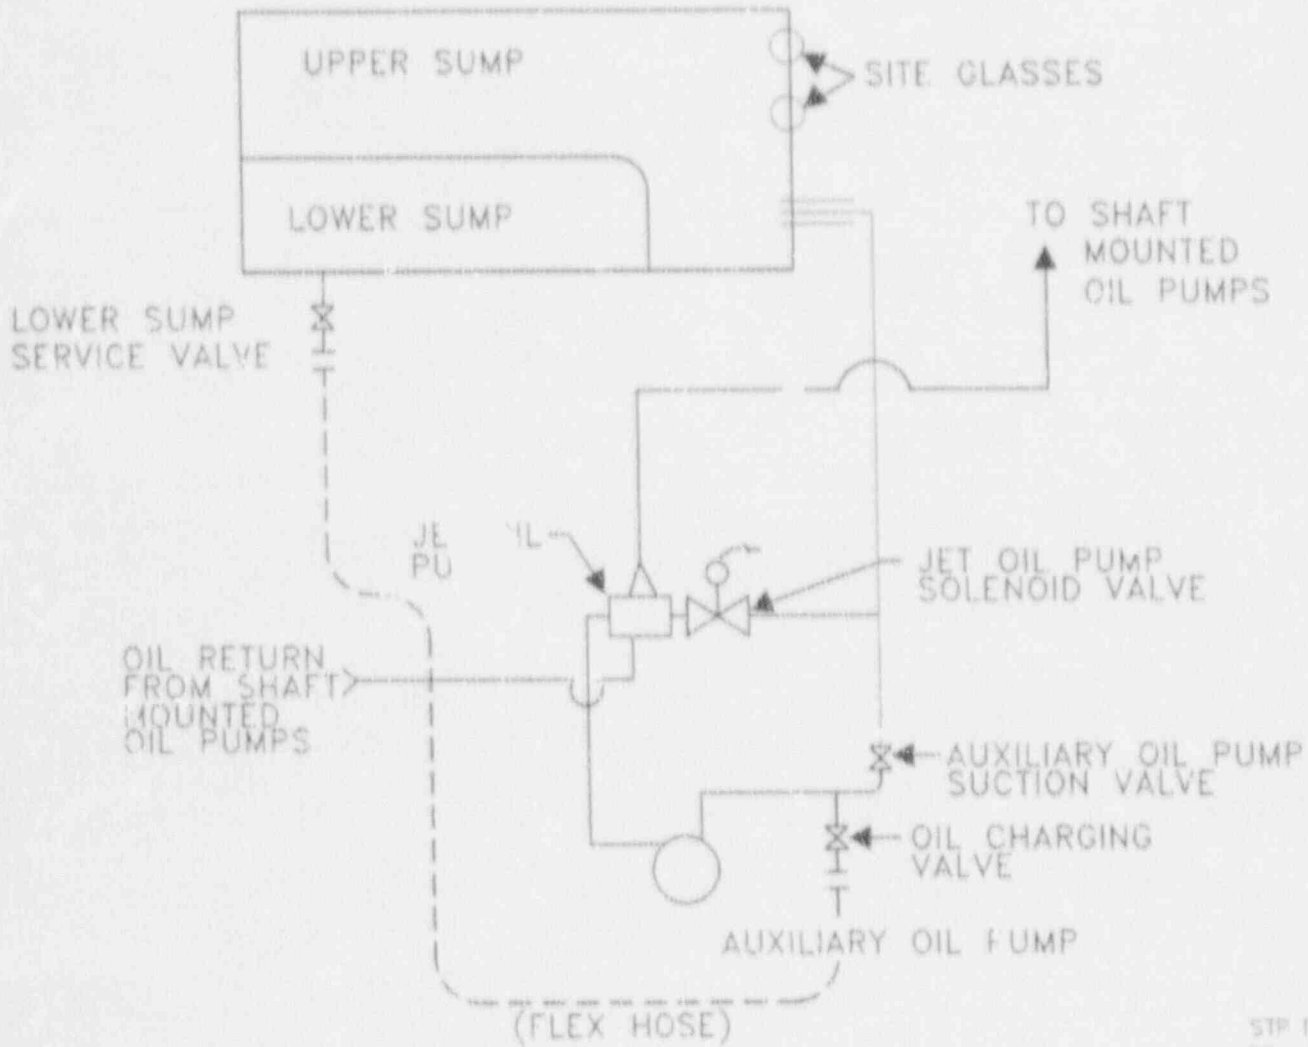 UPPER SUMP
SITE GLASSES
LOWER SUMP
TO SHAFT
MOUNTED
OIL PUMPS
LOWER SUMP
SERVICE VALVE
JET OIL PUMP
SOLENOID VALVE
OIL RETURN
FROM SHAFT
MOUNTED
OIL PUMPS
AUXILIARY OIL PUMP
SUCTION VALVE
OIL CHARGING
VALVE
AUXILIARY OIL PUMP
(FLEX HOSE)
STP